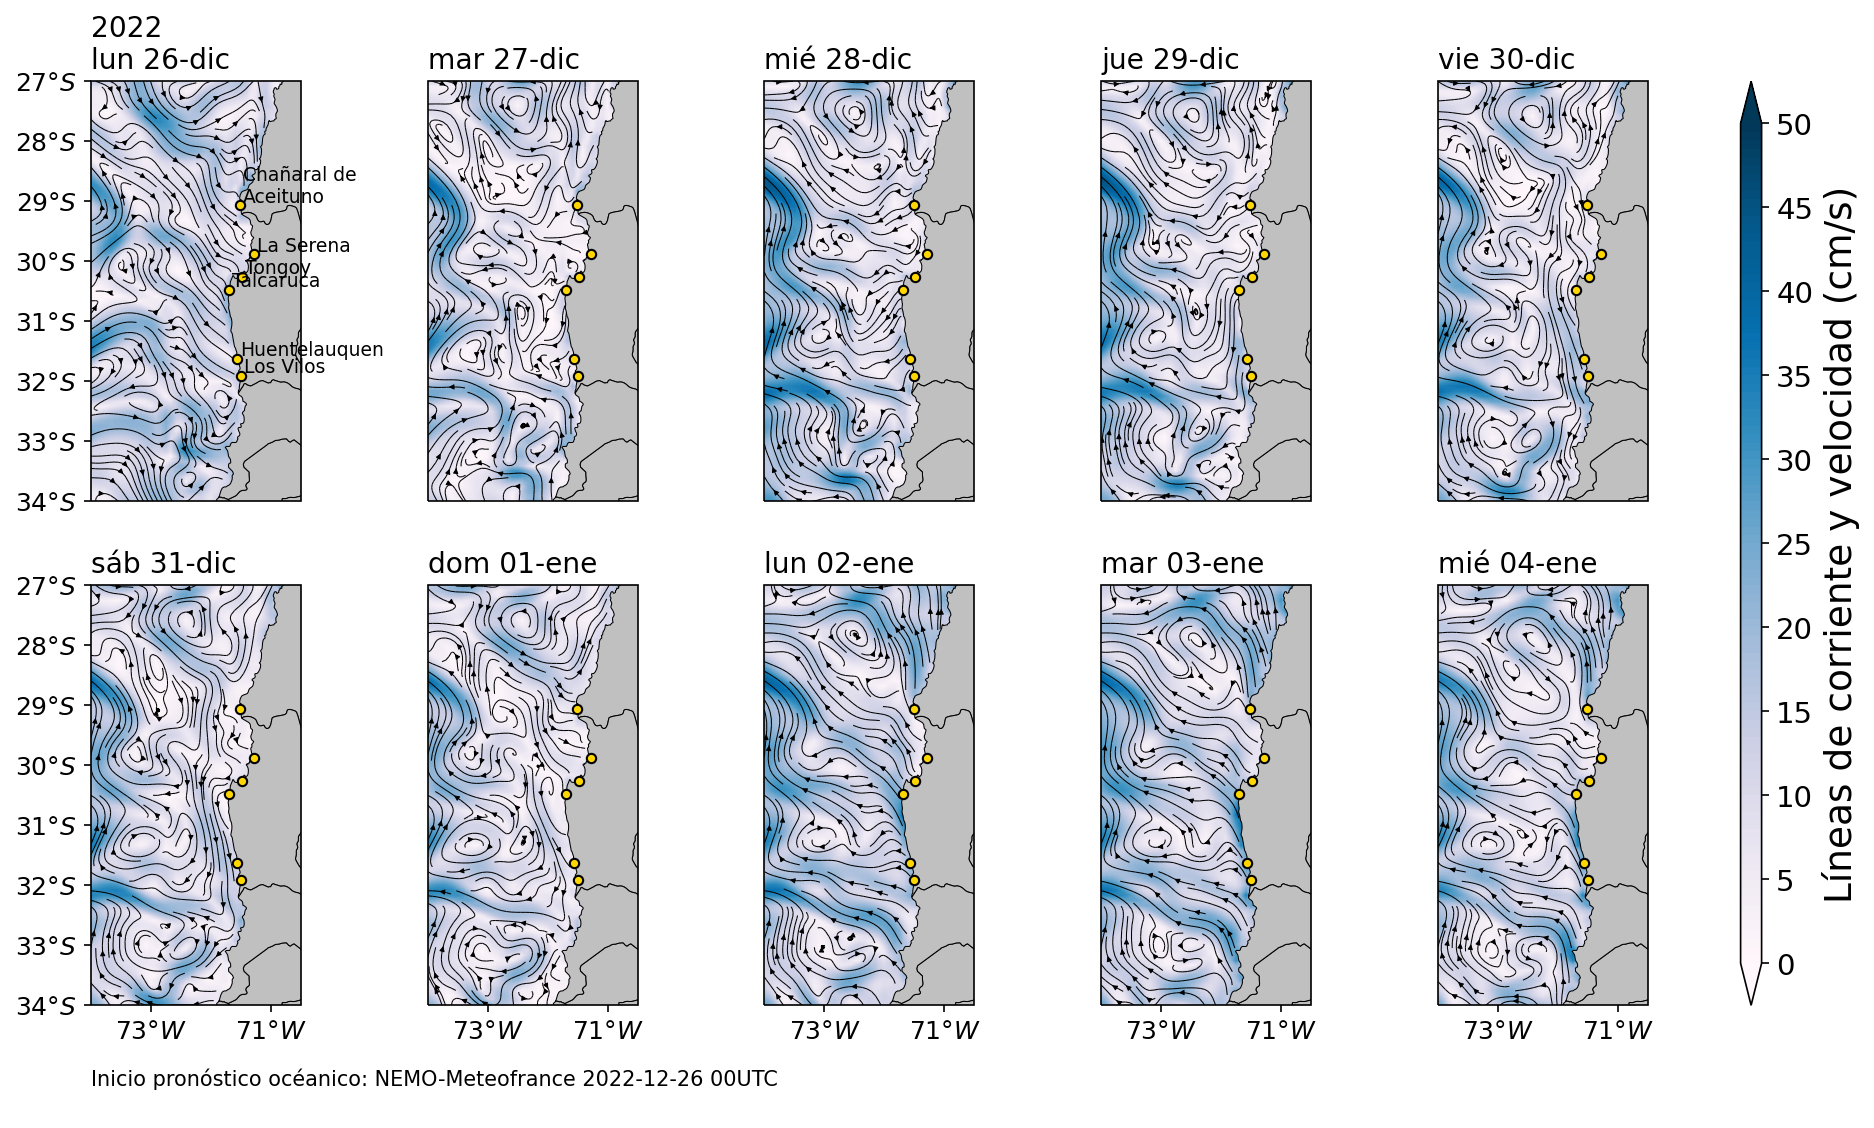 2022
lun 26-dic
mar 27-dic
mié 28-dic
jue 29-dic
vie 30-dic
27°S
28°S
29°S
30°S
31°S
32°S
33°S
34°S
Chañaral de
Aceituno
La Serena
Tongoy
Talcaruca
Huentelauquen
Los Vilos
sáb 31-dic
dom 01-ene
lun 02-ene
mar 03-ene
mié 04-ene
27°S
28°S
29°S
30°S
31°S
32°S
33°S
34°S
73°W
71°W
73°W
71°W
73°W
71°W
73°W
71°W
73°W
71°W
50
45
40
35
30
25
20
15
10
5
0
Líneas de corriente y velocidad (cm/s)
Inicio pronóstico océanico: NEMO-Meteofrance 2022-12-26 00UTC